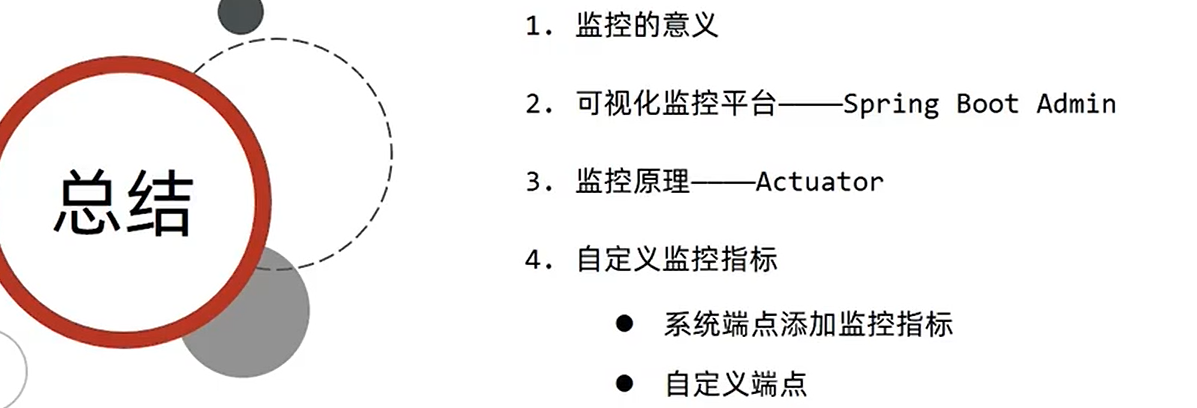 总结
1. 监控的意义
2. 可视化监控平台————Spring Boot Admin
3. 监控原理————Actuator
4. 自定义监控指标
● 系统端点添加监控指标
● 自定义端点